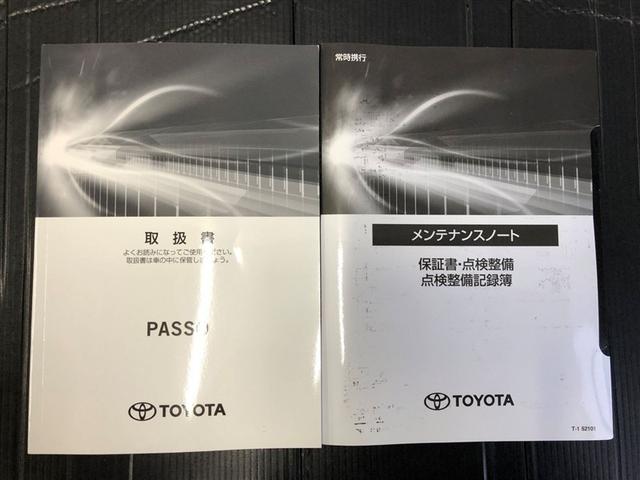 取扱書
よくお読みになってご使用ください。
取扱書は車の中に保管しましょう。
PASSO
TOYOTA
常時携行
メンテナンスノート
保証書・点検整備
点検整備記録簿
TOYOTA
T-1 52101